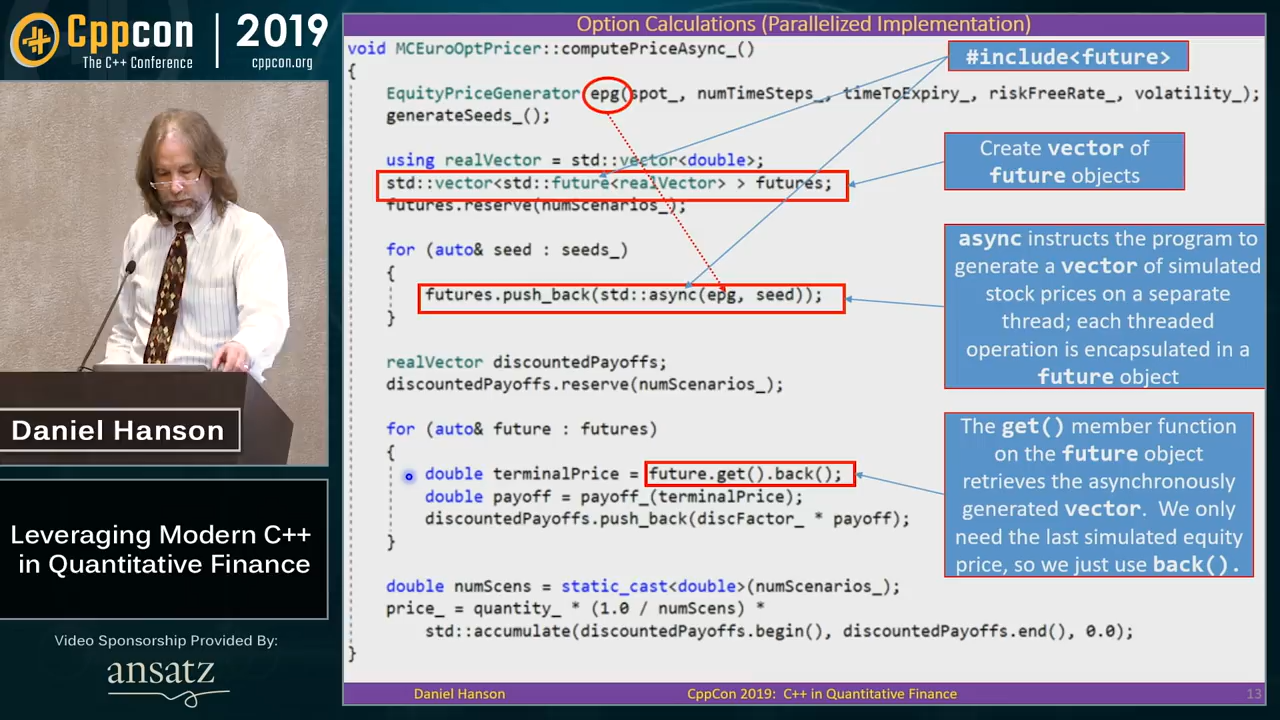 Cppcon
The C++ Conference
2019
cppcon.org
Daniel Hanson
Leveraging Modern C++
in Quantitative Finance
Video Sponsorship Provided By:
ansatz
Option Calculations (Parallelized Implementation)
void MCEuroOptPricer::computePriceAsync_()
{
EquityPriceGenerator epg(spot_, numTimeSteps_, timeToExpiry_, riskFreeRate_, volatility_);
generateSeeds_();
using realVector = std::vector<double>;
std::vector<std::future<realVector> > futures;
futures.reserve(numScenarios_);
for (auto& seed : seeds_)
{
futures.push_back(std::async(epg, seed));
}
realVector discountedPayoffs;
discountedPayoffs.reserve(numScenarios_);
for (auto& future : futures)
{
double terminalPrice = future.get().back();
double payoff = payoff_(terminalPrice);
discountedPayoffs.push_back(discFactor_ * payoff);
}
double numScens = static_cast<double>(numScenarios_);
price_ = quantity_ * (1.0 / numScens) *
std::accumulate(discountedPayoffs.begin(), discountedPayoffs.end(), 0.0);
}
#include<future>
Create vector of
future objects
async instructs the program to
generate a vector of simulated
stock prices on a separate
thread; each threaded
operation is encapsulated in a
future object
The get() member function
on the future object
retrieves the asynchronously
generated vector. We only
need the last simulated equity
price, so we just use back().
Daniel Hanson
CppCon 2019: C++ in Quantitative Finance
13